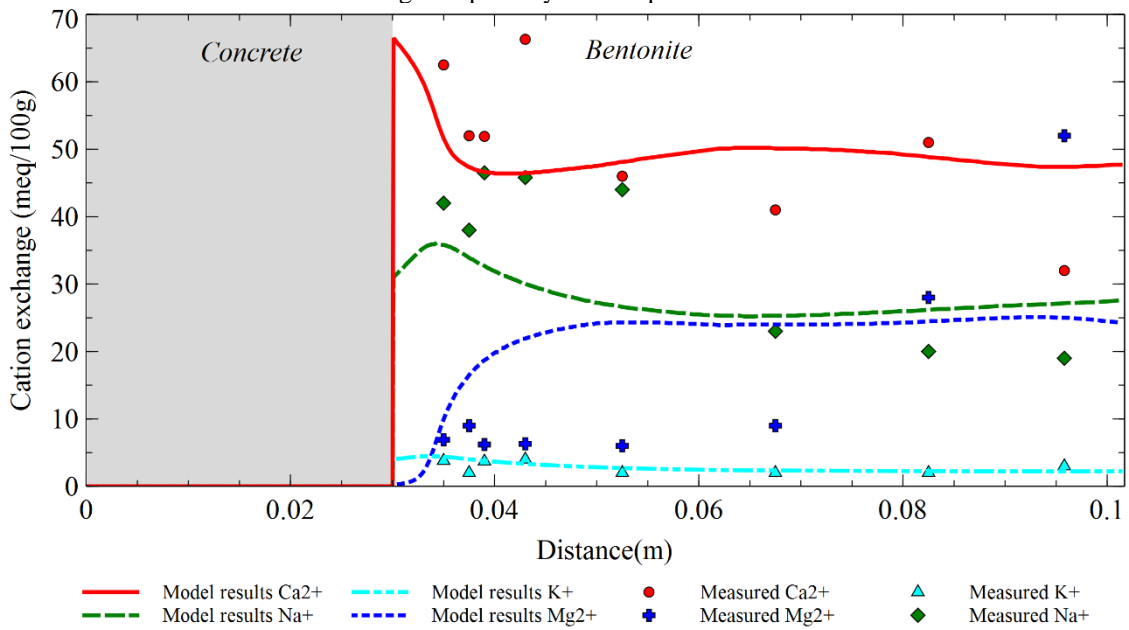 70
60
50
40
30
20
10
0
Cation exchange (meq/100g)
Concrete
Bentonite
0 0.02 0.04 0.06 0.08 0.1
Distance(m)
Model results Ca2+ Model results K+ Measured Ca2+ Measured K+
Model results Na+ Model results Mg2+ Measured Mg2+ Measured Na+